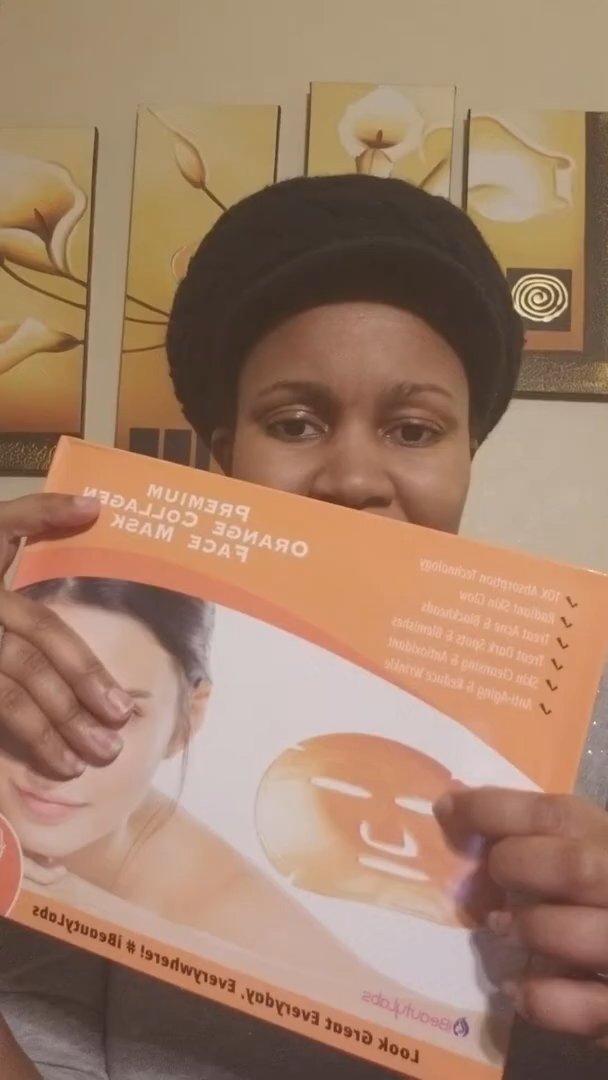 PREMIUM
ORANGE COLLAGEN
FACE MASK
10X Absorption Technology
Radiant Skin Glow
Treat Acne & Blackheads
Treat Dark Spots Blemishes
Skin Cleansing & Antioxidant
Anti-Aging & Reduce Wrinkle
iBeautyLabs
Look Great Everyday, Everywhere! # iBeautyLabs